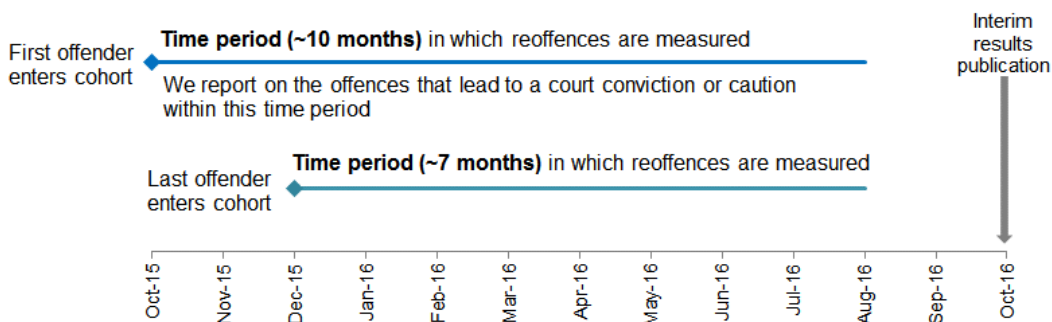 First offender
enters cohort
Time period (~10 months) in which reoffences are measured
We report on the offences that lead to a court conviction or caution
within this time period
Interim
results
publication
Last offender
enters cohort
Time period (~7 months) in which reoffences are measured
Oct-15
Nov-15
Dec-15
Jan-16
Feb-16
Mar-16
Apr-16
May-16
Jun-16
Jul-16
Aug-16
Sep-16
Oct-16